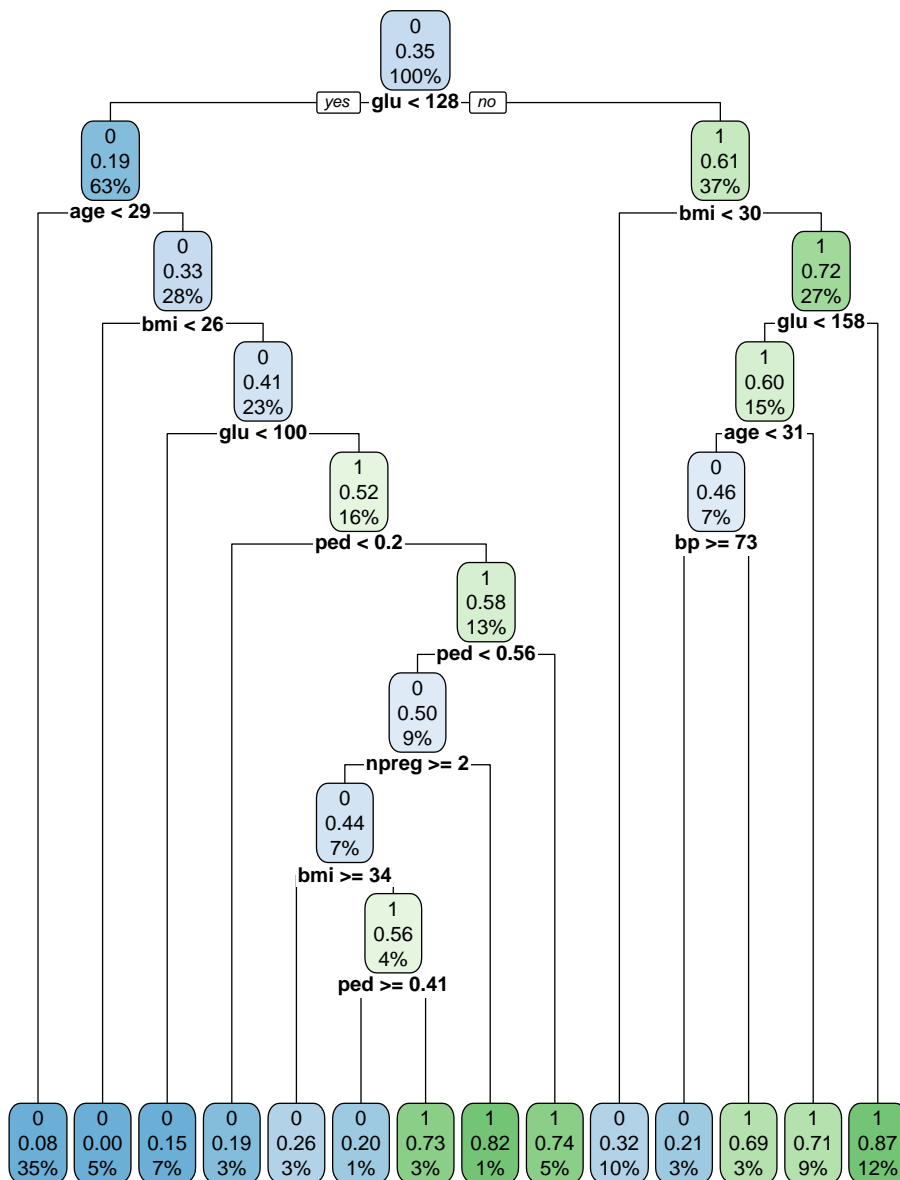 0
0.35
100%
yes glu < 128 no
0
0.19
63%
age < 29
1
0.61
37%
bmi < 30
0
0.33
28%
bmi < 26
1
0.72
27%
glu < 158
0
0.41
23%
glu < 100
1
0.60
15%
age < 31
1
0.52
16%
ped < 0.2
0
0.46
7%
bp >= 73
1
0.58
13%
ped < 0.56
0
0.50
9%
npreg >= 2
0
0.44
7%
bmi >= 34
1
0.56
4%
ped >= 0.41
0 0 0 0 0 0 1 1 1 0 0 1 1 1
0.08 0.00 0.15 0.19 0.26 0.20 0.73 0.82 0.74 0.32 0.21 0.69 0.71 0.87
35% 5% 7% 3% 3% 1% 3% 1% 5% 10% 3% 3% 9% 12%